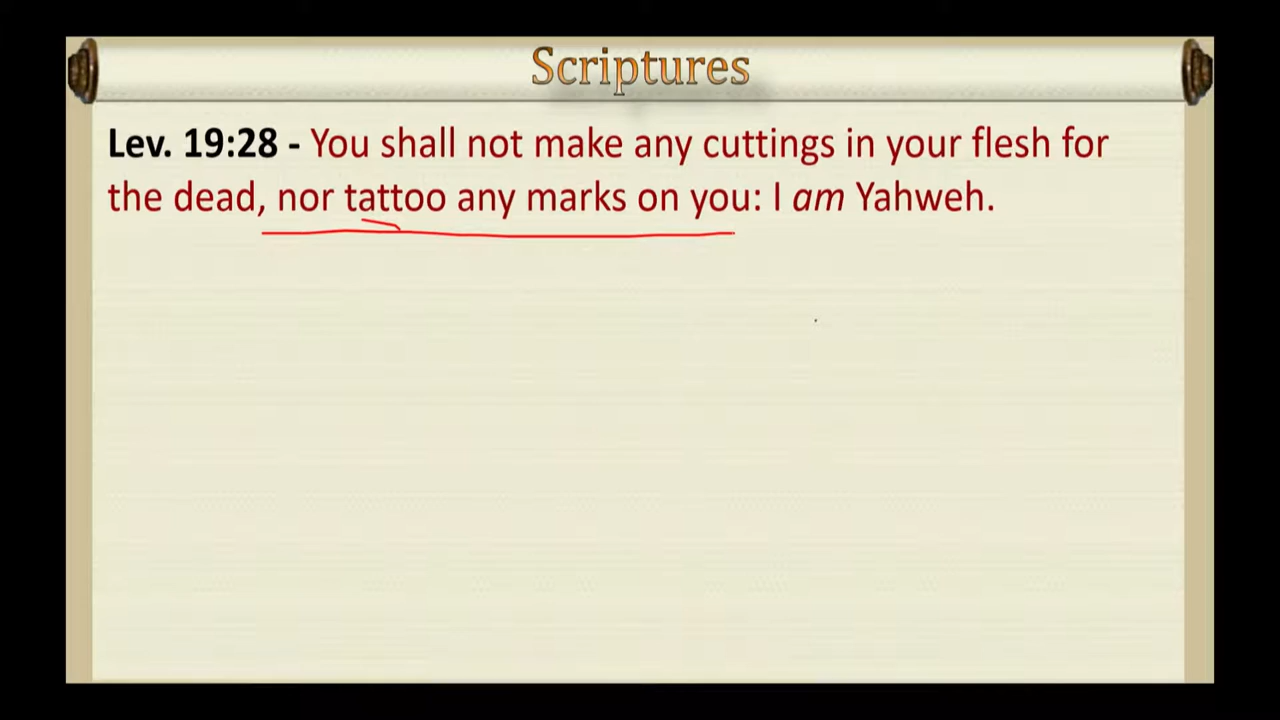 Scriptures
Lev. 19:28 - You shall not make any cuttings in your flesh for
the dead, nor tattoo any marks on you: I am Yahweh.